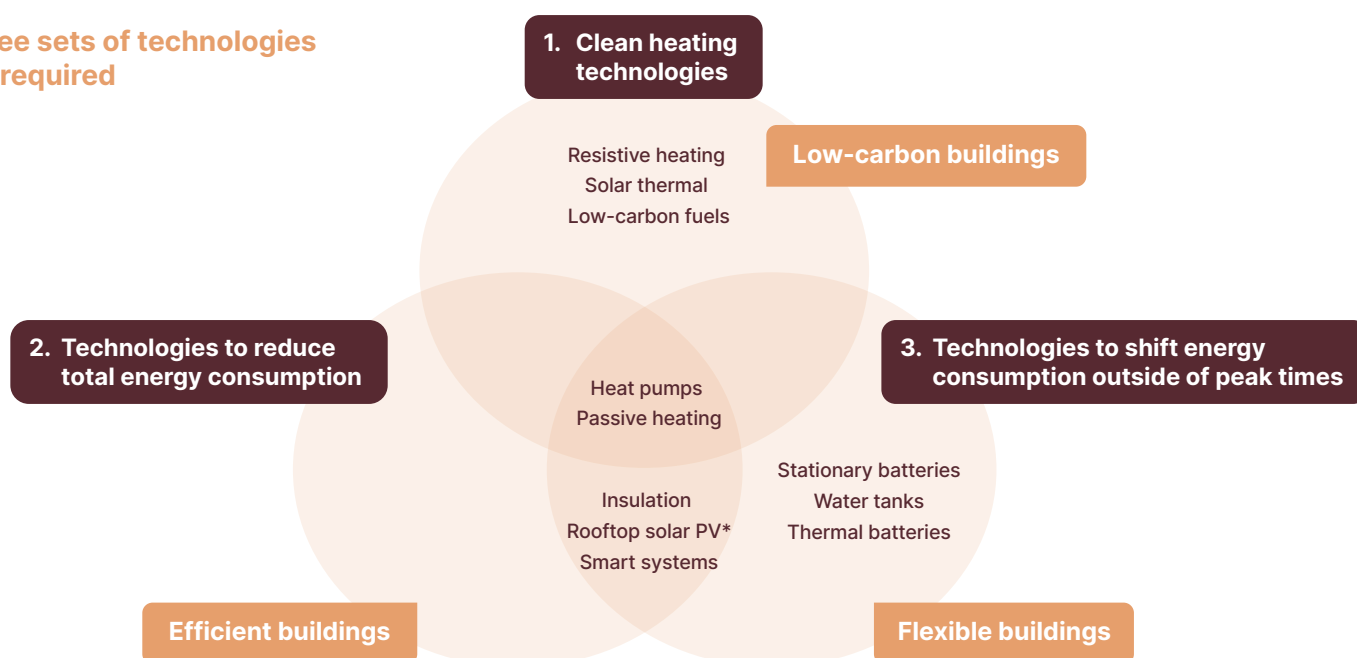 ee sets of technologies
required
1. Clean heating
technologies
Resistive heating
Solar thermal
Low-carbon fuels
Low-carbon buildings
2. Technologies to reduce
total energy consumption
3. Technologies to shift energy
consumption outside of peak times
Heat pumps
Passive heating
Insulation
Rooftop solar PV*
Smart systems
Stationary batteries
Water tanks
Thermal batteries
Efficient buildings
Flexible buildings